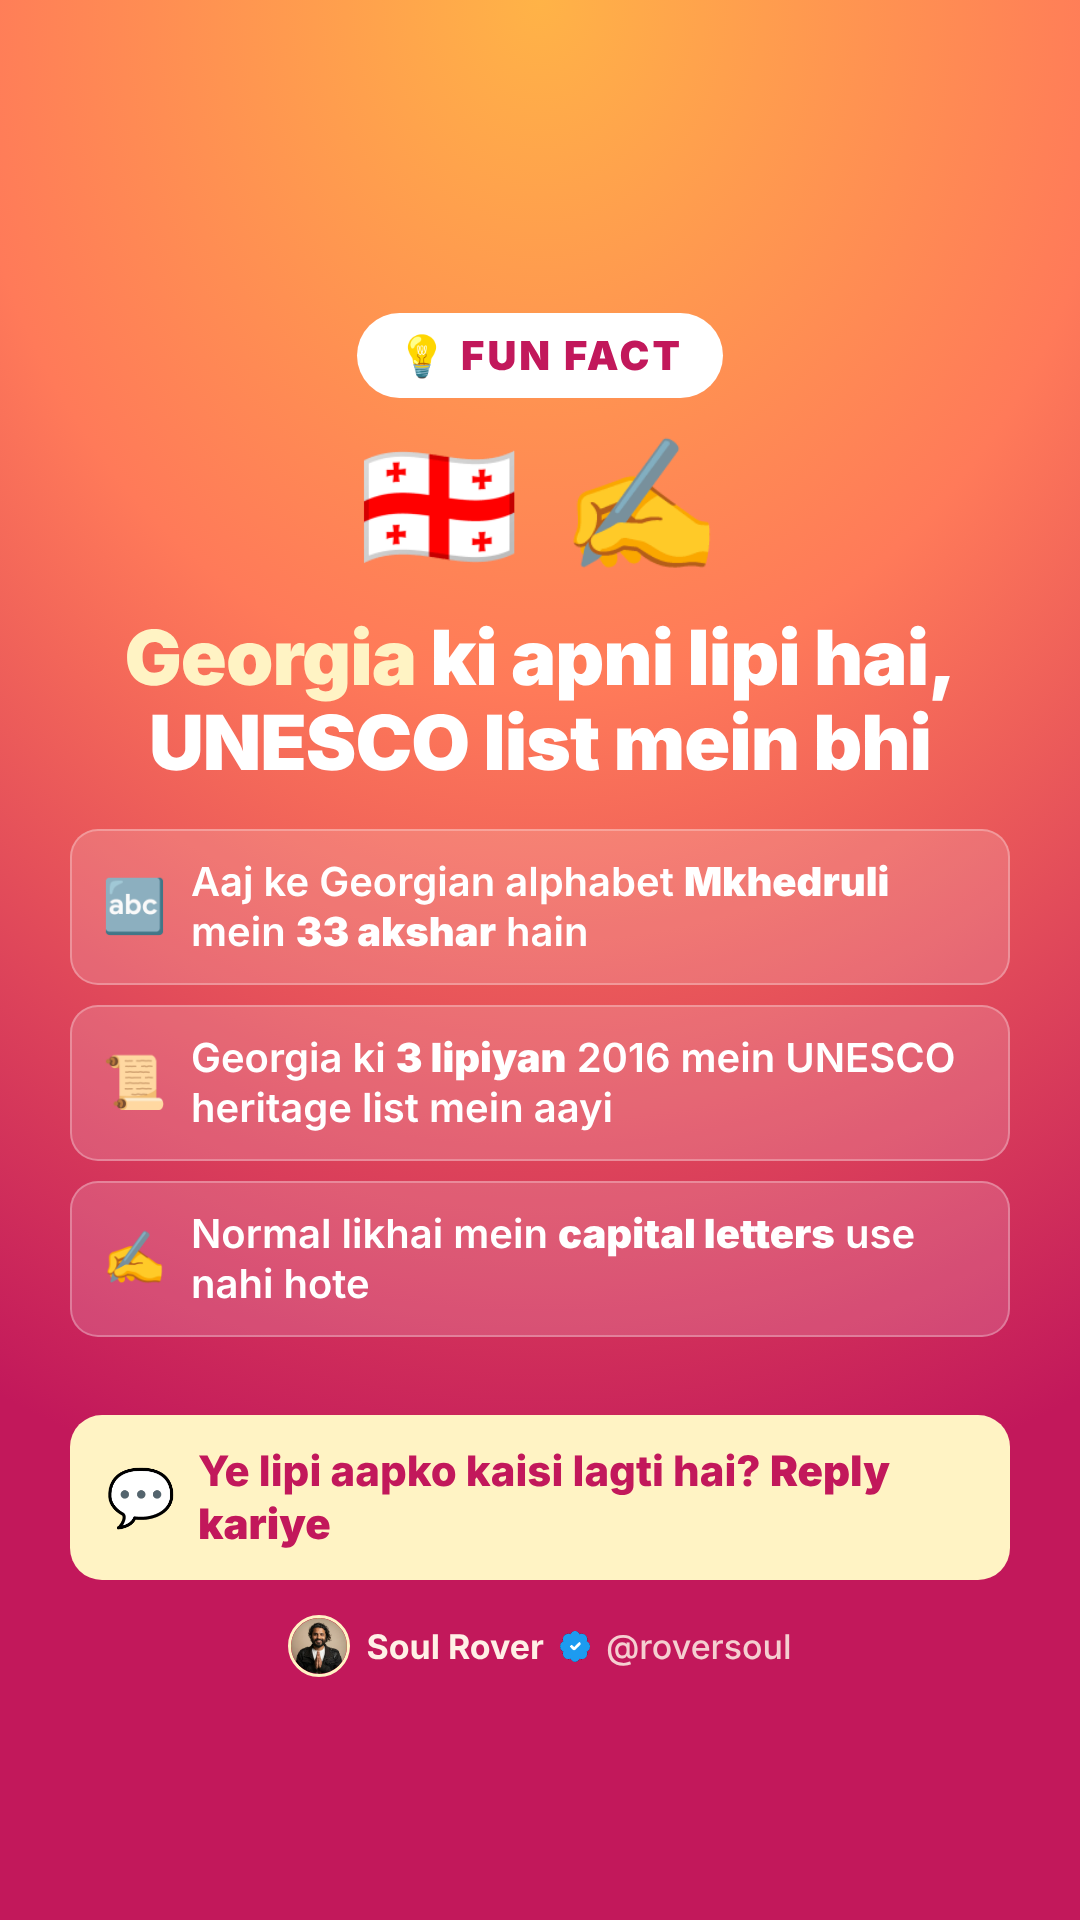 💡 FUN FACT
Georgia ki apni lipi hai,
UNESCO list mein bhi
🔤 Aaj ke Georgian alphabet Mkhedruli
mein 33 akshar hain
Georgia ki 3 lipiyan 2016 mein UNESCO
heritage list mein aayi
Normal likhai mein capital letters use
nahi hote
Ye lipi aapko kaisi lagti hai? Reply
kariye
Soul Rover @roversoul